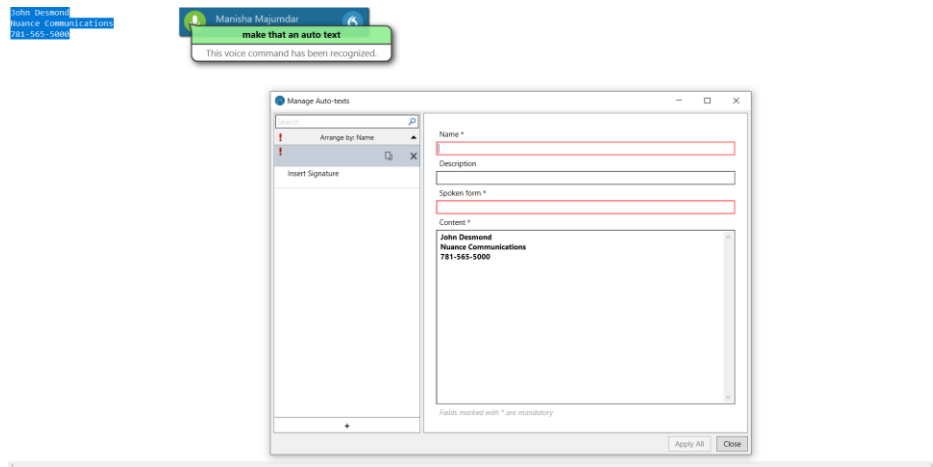 John Desmond
Nuance Communications
781-565-5000
Manisha Majumdar
make that an auto text
This voice command has been recognized.
Manage Auto-texts
Search
! Arrange by: Name
!
Insert Signature
+
Name *
Description
Spoken form *
Content *
John Desmond
Nuance Communications
781-565-5000
Fields marked with * are mandatory
Apply All Close